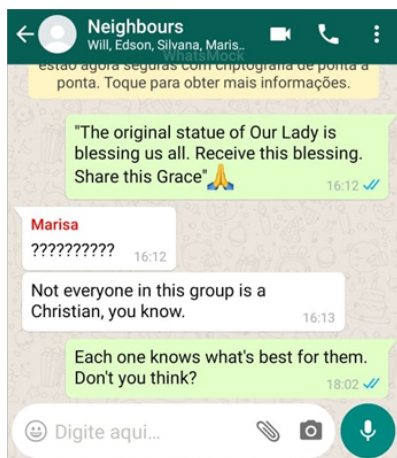 Neighbours
Will, Edson, Silvana, Maris..
WhatsMock
estão agora seguras com criptografia de ponta a
ponta. Toque para obter mais informações.
"The original statue of Our Lady is
blessing us all. Receive this blessing.
Share this Grace"🙏
16:12
Marisa
??????????
16:12
Not everyone in this group is a
Christian, you know.
16:13
Each one knows what's best for them.
Don't you think?
18:02
Digite aqui...